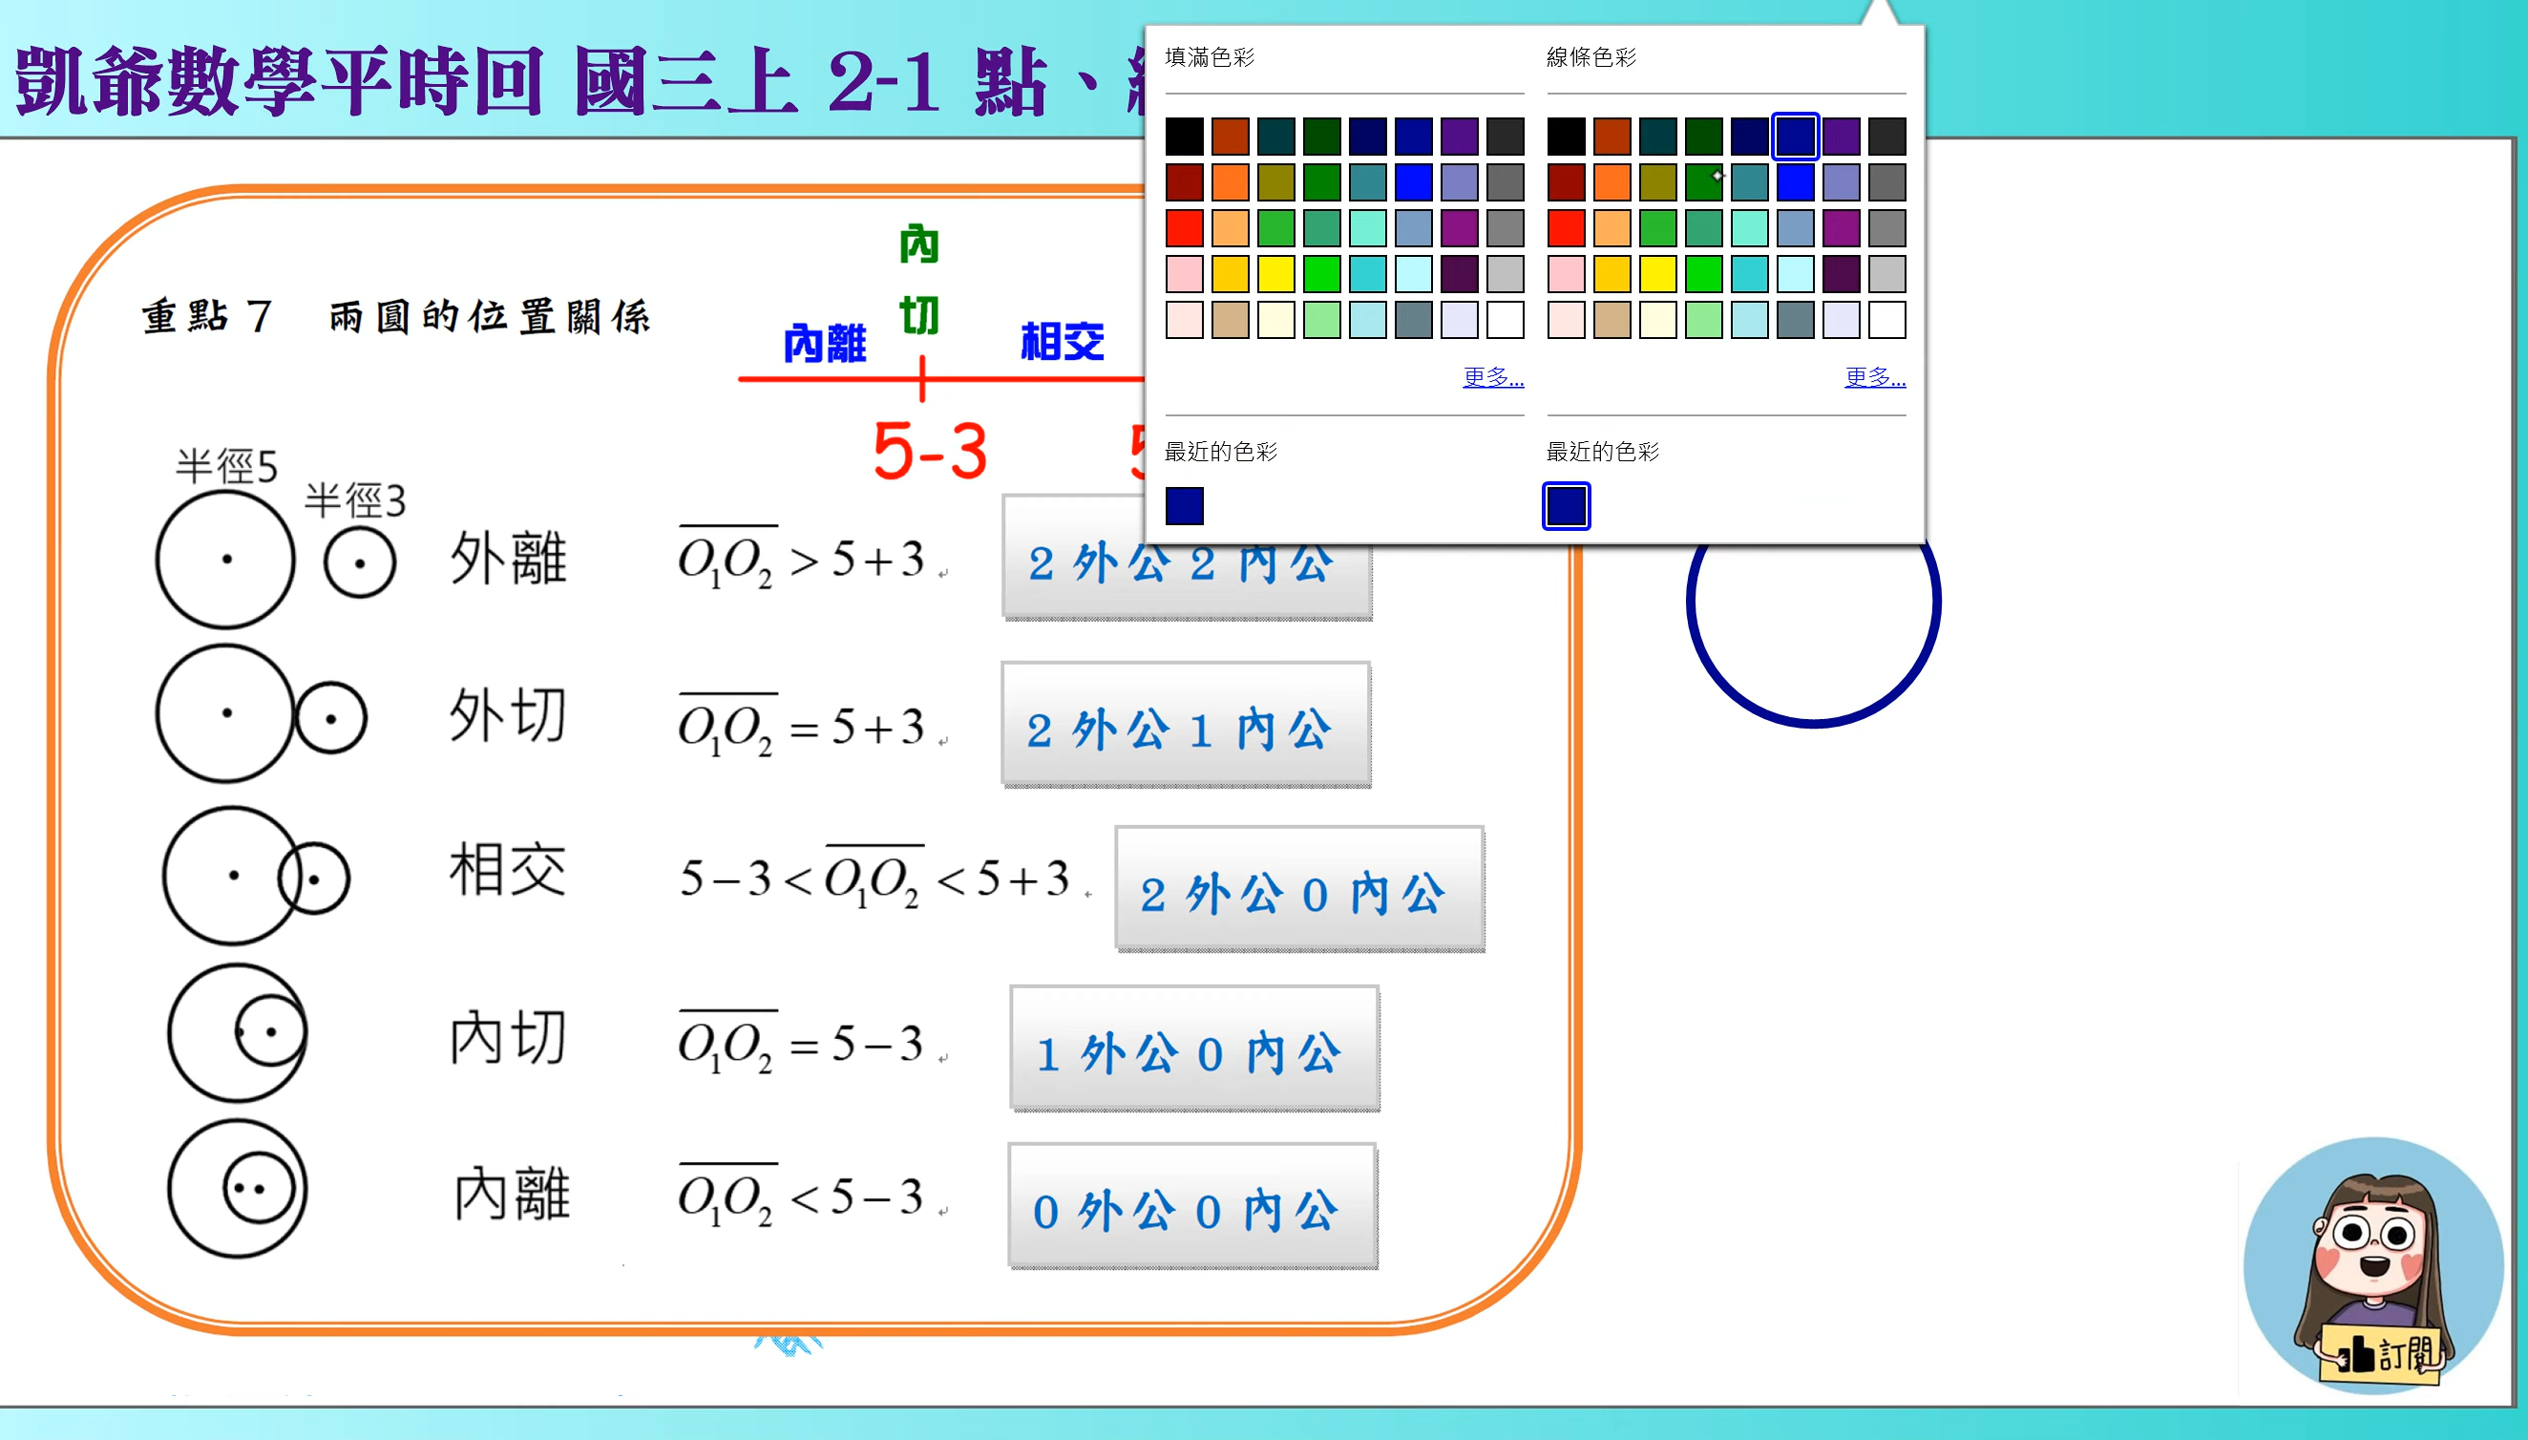 凱爺數學平時回 國三上 2-1 點、
填滿色彩
線條色彩
更多...
更多...
最近的色彩
最近的色彩
重點 7 兩圓的位置關係
內切
內離
相交
5-3
半徑5
半徑3
外離
O₁O₂ > 5+3
2 外公 2 內公
外切
O₁O₂ = 5+3
2 外公 1 內公
相交
5−3 < O₁O₂ < 5+3
2 外公 0 內公
內切
O₁O₂ = 5−3
1 外公 0 內公
內離
O₁O₂ < 5−3
0 外公 0 內公
訂閱